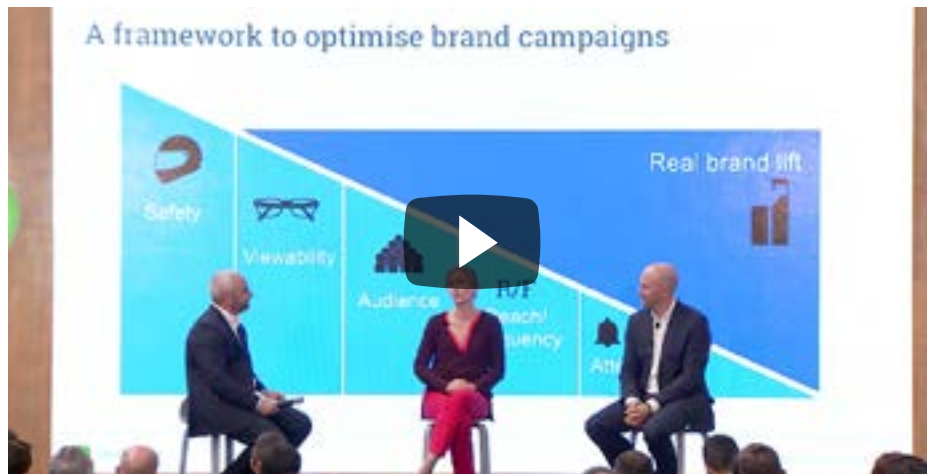 A framework to optimise brand campaigns
Real brand lift
Safety
Viewability
Audience
R/F